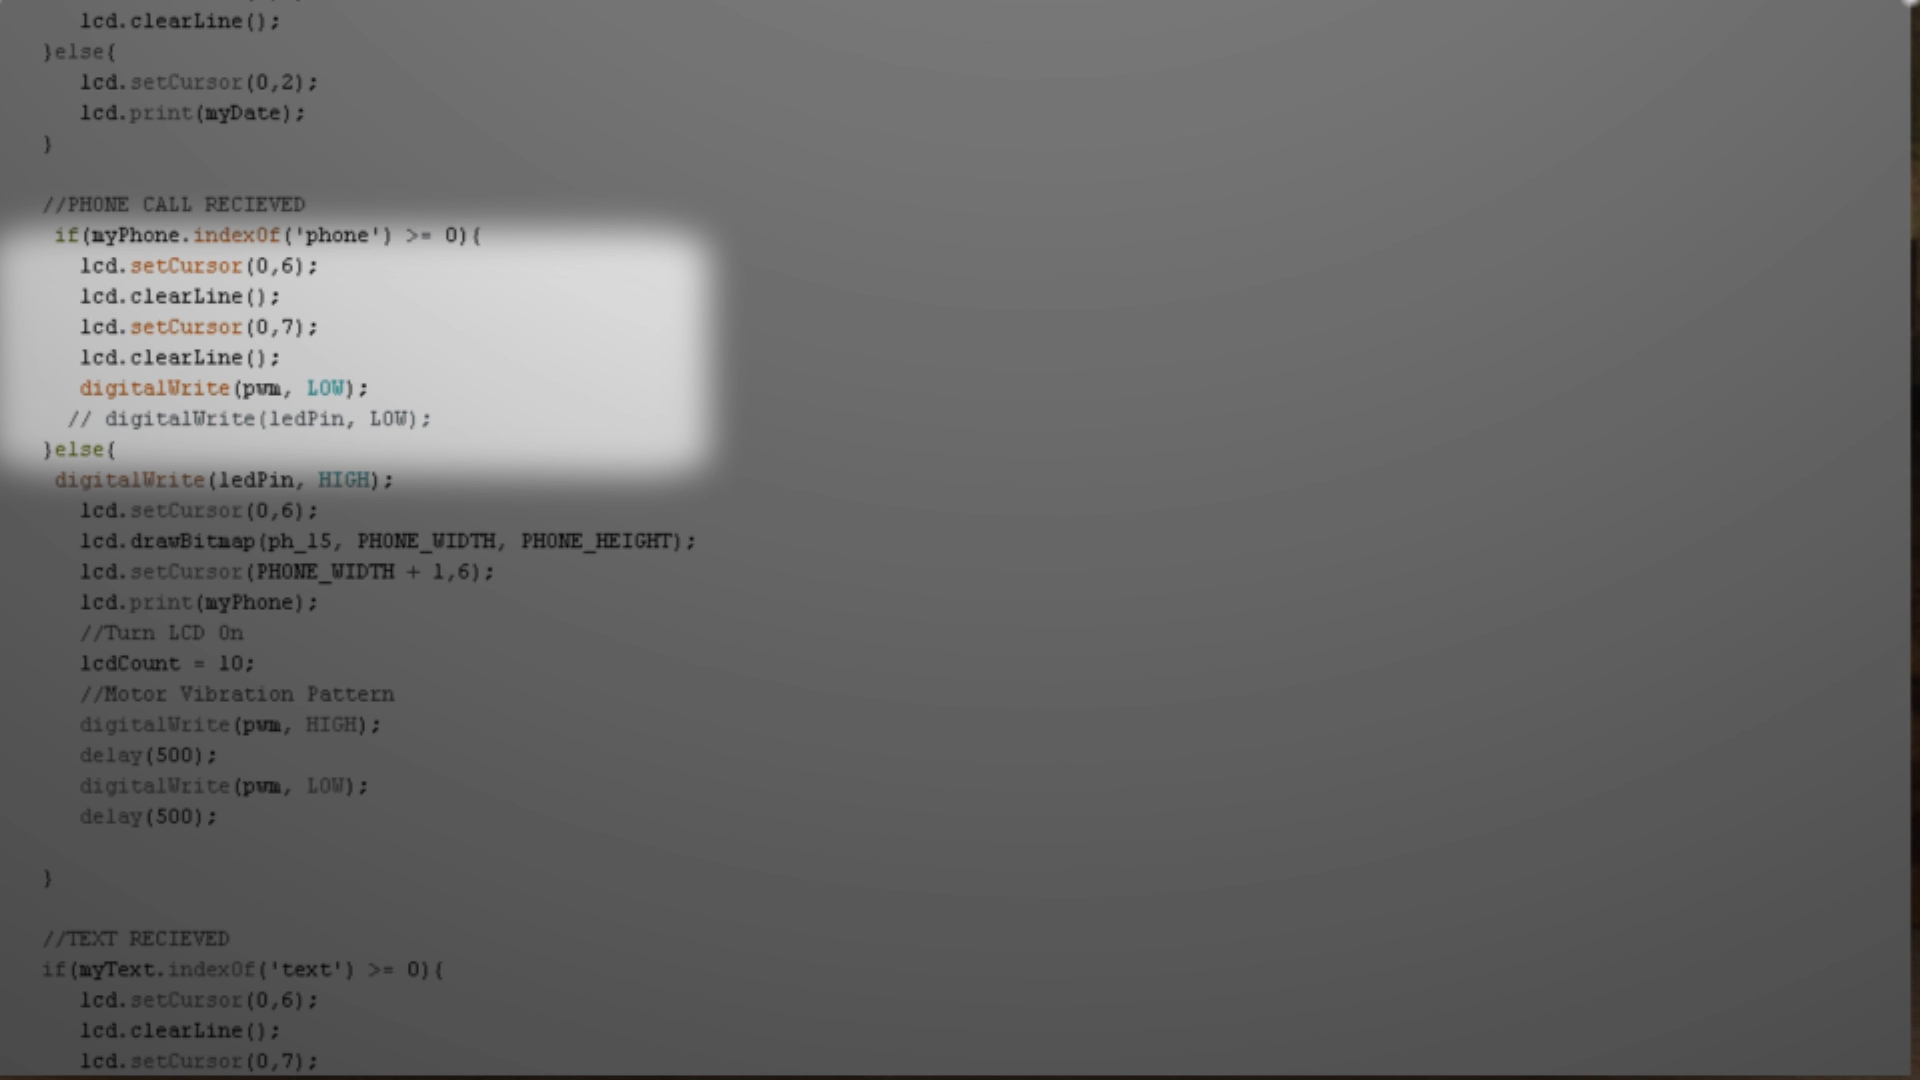 lcd.clearLine();
}else{
lcd.setCursor(0,2);
lcd.print(myDate);
}
//PHONE CALL RECIEVED
if(myPhone.indexOf('phone') >= 0){
lcd.setCursor(0,6);
lcd.clearLine();
lcd.setCursor(0,7);
lcd.clearLine();
digitalWrite(pwm, LOW);
// digitalWrite(ledPin, LOW);
}else{
digitalWrite(ledPin, HIGH);
lcd.setCursor(0,6);
lcd.drawBitmap(ph_15, PHONE_WIDTH, PHONE_HEIGHT);
lcd.setCursor(PHONE_WIDTH + 1,6);
lcd.print(myPhone);
//Turn LCD On
lcdCount = 10;
//Motor Vibration Pattern
digitalWrite(pwm, HIGH);
delay(500);
digitalWrite(pwm, LOW);
delay(500);
}
//TEXT RECIEVED
if(myText.indexOf('text') >= 0){
lcd.setCursor(0,6);
lcd.clearLine();
lcd.setCursor(0,7);